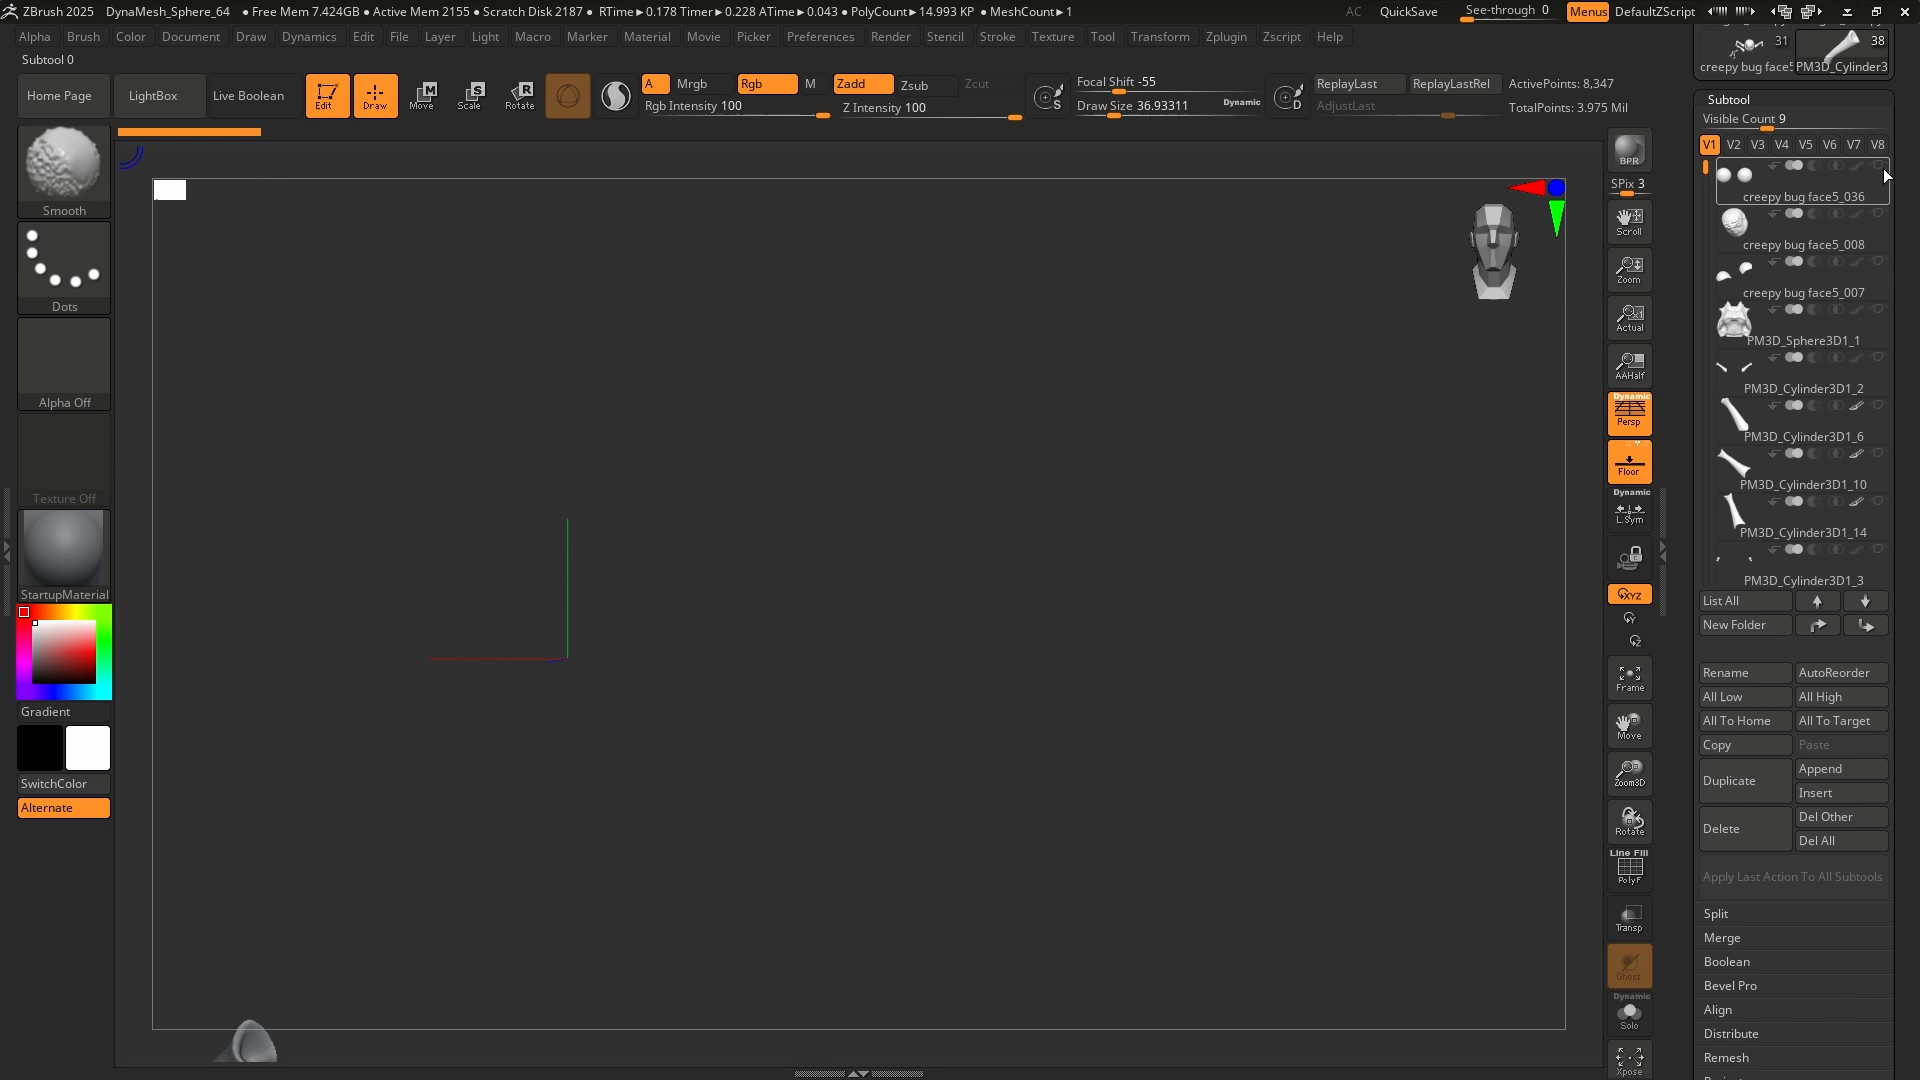 ZBrush 2025 DynaMesh_Sphere_64 ● Free Mem 7.424GB ● Active Mem 2155 ● Scratch Disk 2187 ● RTime►0.178 Timer►0.228 ATime►0.043 ● PolyCount►14.993 KP ● MeshCount►1 AC QuickSave See-through 0 Menus DefaultZScript
Alpha Brush Color Document Draw Dynamics Edit File Layer Light Macro Marker Material Movie Picker Preferences Render Stencil Stroke Texture Tool Transform Zplugin Zscript Help
31 38
creepy bug face5 PM3D_Cylinder3
Subtool 0
Home Page LightBox Live Boolean Edit Draw Move Scale Rotate
M S R
A Mrgb Rgb M Zadd Zsub Zcut
Rgb Intensity 100 Z Intensity 100
S Focal Shift -55
Draw Size 36.93311 Dynamic
D ReplayLast ReplayLastRel
AdjustLast
ActivePoints: 8,347
TotalPoints: 3.975 Mil
Smooth
Dots
Alpha Off
Texture Off
StartupMaterial
Gradient
SwitchColor
Alternate
BPR
SPix 3
Scroll
Zoom
Actual
AAHalf
Dynamic
Persp
Floor
Dynamic
L.Sym
XYZ
Y
Z
Frame
Move
Zoom3D
Rotate
Line Fill
PolyF
Transp
Ghost
Dynamic
Solo
Xpose
Subtool
Visible Count 9
V1 V2 V3 V4 V5 V6 V7 V8
creepy bug face5_036
creepy bug face5_008
creepy bug face5_007
PM3D_Sphere3D1_1
PM3D_Cylinder3D1_2
PM3D_Cylinder3D1_6
PM3D_Cylinder3D1_10
PM3D_Cylinder3D1_14
PM3D_Cylinder3D1_3
List All
New Folder
Rename AutoReorder
All Low All High
All To Home All To Target
Copy Paste
Duplicate Append
Insert
Delete Del Other
Del All
Apply Last Action To All Subtools
Split
Merge
Boolean
Bevel Pro
Align
Distribute
Remesh